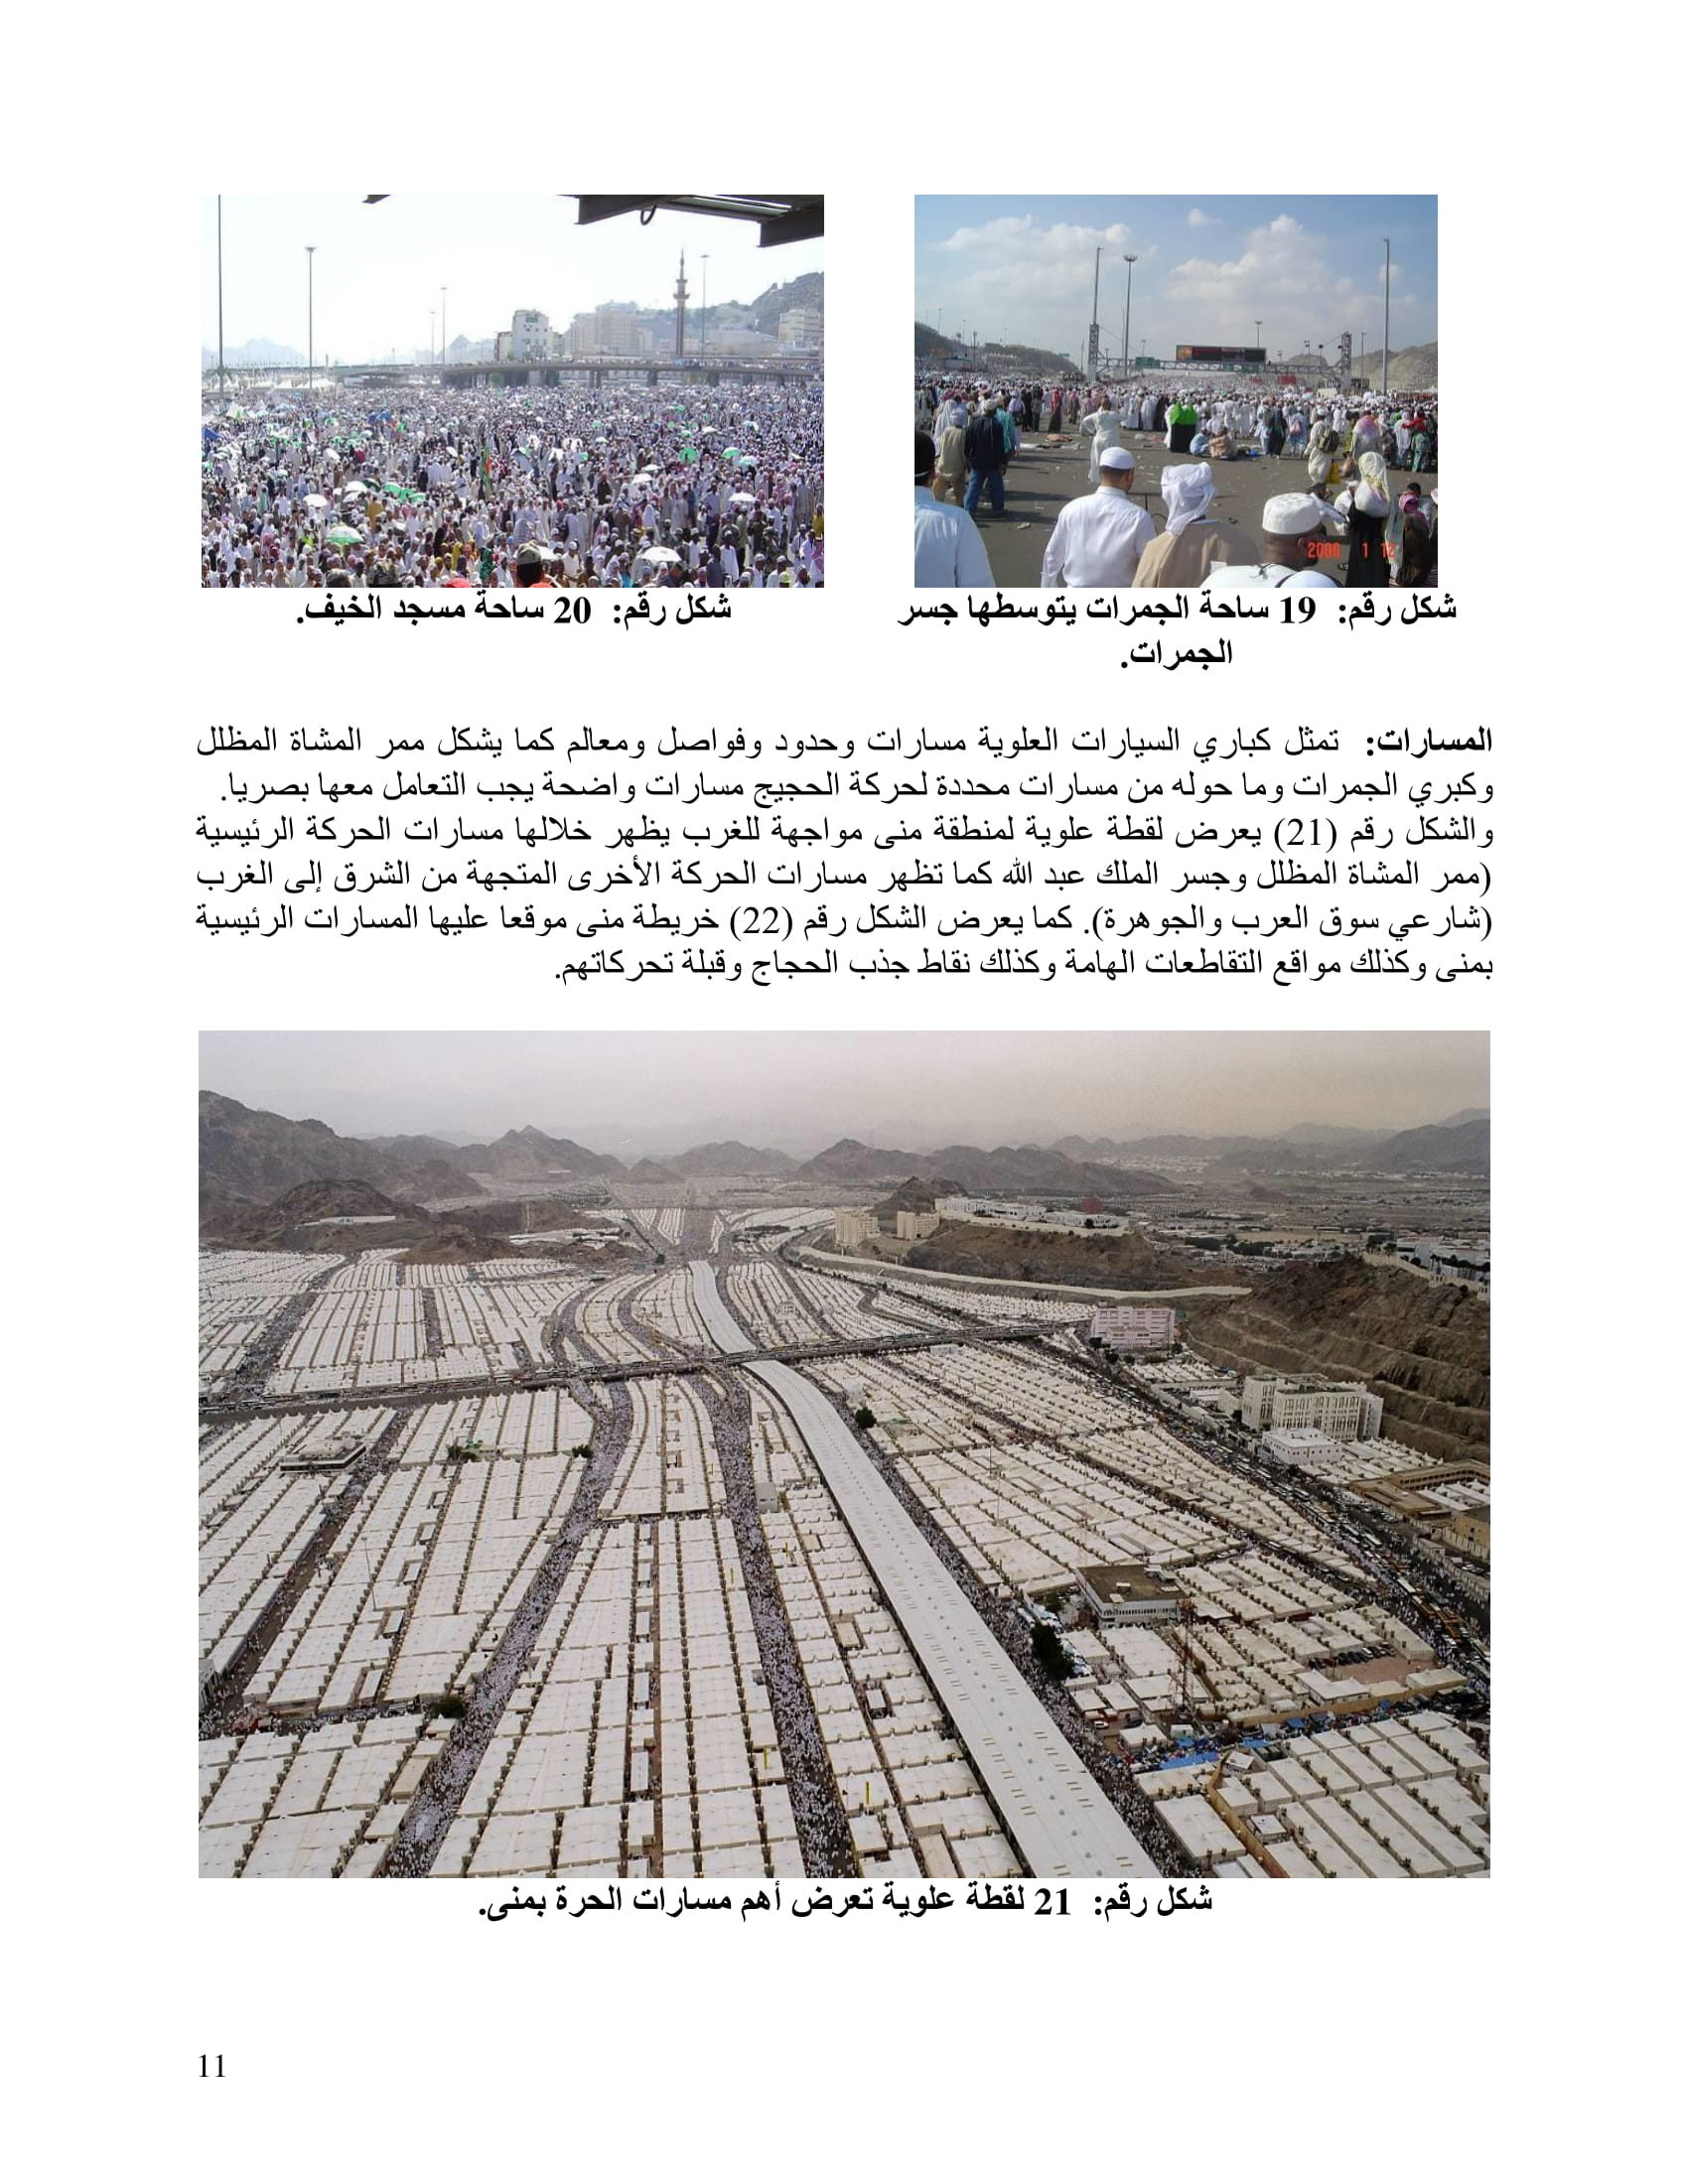 شكل رقم: 19 ساحة الجمرات يتوسطها جسر
الجمرات.
شكل رقم: 20 ساحة مسجد الخيف.
المسارات: تمثل كباري السيارات العلوية مسارات وحدود وفواصل ومعالم كما يشكل ممر المشاة المظلل
وكبري الجمرات وما حوله من مسارات محددة لحركة الحجيج مسارات واضحة يجب التعامل معها بصريا.
والشكل رقم (21) يعرض لقطة علوية لمنطقة منى مواجهة للغرب يظهر خلالها مسارات الحركة الرئيسية
(ممر المشاة المظلل وجسر الملك عبد الله كما تظهر مسارات الحركة الأخرى المتجهة من الشرق إلى الغرب
(شارعي سوق العرب والجوهرة). كما يعرض الشكل رقم (22) خريطة منى موقعا عليها المسارات الرئيسية
بمنى وكذلك مواقع التقاطعات الهامة وكذلك نقاط جذب الحجاج وقبلة تحركاتهم.
شكل رقم: 21 لقطة علوية تعرض أهم مسارات الحرة بمنى.
11